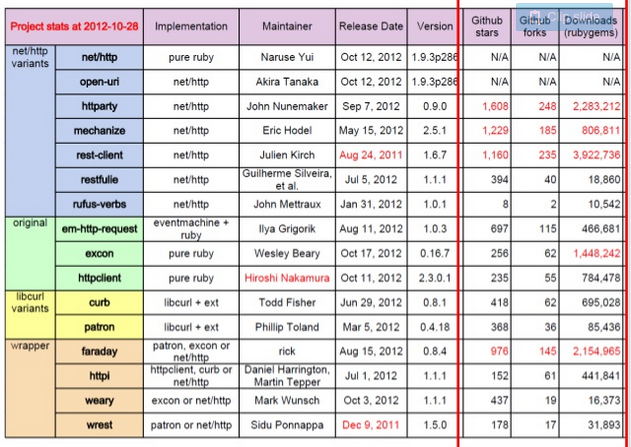 Project stats at 2012-10-28 Implementation Maintainer Release Date Version Github stars Github forks Downloads (rubygems)
net/http variants net/http pure ruby Naruse Yui Oct 12, 2012 1.9.3p286 N/A N/A N/A
open-uri net/http Akira Tanaka Oct 12, 2012 1.9.3p286 N/A N/A N/A
httparty net/http John Nunemaker Sep 7, 2012 0.9.0 1,608 248 2,283,212
mechanize net/http Eric Hodel May 15, 2012 2.5.1 1,229 185 806,811
rest-client net/http Julien Kirch Aug 24, 2011 1.6.7 1,160 235 3,922,736
restfulie net/http Guilherme Silveira, et al. Jul 5, 2012 1.1.1 394 40 18,860
rufus-verbs net/http John Mettraux Jan 31, 2012 1.0.1 8 2 10,542
original em-http-request eventmachine + ruby Ilya Grigorik Aug 11, 2012 1.0.3 697 115 466,681
excon pure ruby Wesley Beary Oct 17, 2012 0.16.7 256 62 1,448,242
httpclient pure ruby Hiroshi Nakamura Oct 11, 2012 2.3.0.1 235 55 784,478
libcurl variants curb libcurl + ext Todd Fisher Jun 29, 2012 0.8.1 418 62 695,028
patron libcurl + ext Phillip Toland Mar 5, 2012 0.4.18 368 36 85,436
wrapper faraday patron, excon or net/http rick Aug 15, 2012 0.8.4 976 145 2,154,965
httpi httpclient, curb or net/http Daniel Harrington, Martin Tepper Jul 1, 2012 1.1.1 152 61 441,841
weary excon or net/http Mark Wunsch Oct 3, 2012 1.1.1 437 19 16,373
wrest patron or net/http Sidu Ponnappa Dec 9, 2011 1.5.0 178 17 31,893